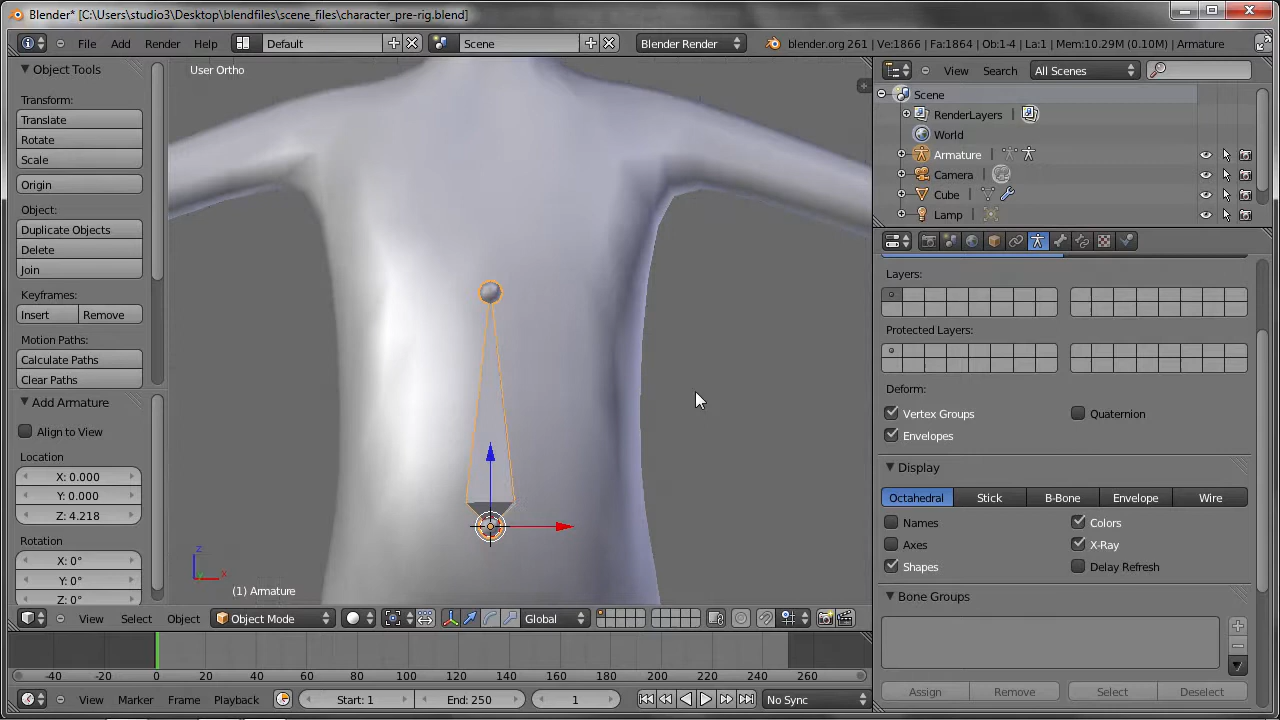 Blender* [C:\Users\studio3\Desktop\blendfiles\scene_files\character_pre-rig.blend]
File Add Render Help Default Scene Blender Render blender.org 261 | Ve:1866 | Fa:1864 | Ob:1-4 | La:1 | Mem:10.29M (0.10M) | Armature
Object Tools
Transform:
Translate
Rotate
Scale
Origin
Object:
Duplicate Objects
Delete
Join
Keyframes:
Insert Remove
Motion Paths:
Calculate Paths
Clear Paths
Add Armature
Align to View
Location
X: 0.000
Y: 0.000
Z: 4.218
Rotation
X: 0°
Y: 0°
Z: 0°
User Ortho
z
x
(1) Armature
View Select Object Object Mode Global
-40 -20 0 20 40 60 80 100 120 140 160 180 200 220 240 260
View Marker Frame Playback Start: 1 End: 250 1 No Sync
View Search All Scenes
Scene
RenderLayers
World
Armature
Camera
Cube
Lamp
Layers:
Protected Layers:
Deform:
Vertex Groups Quaternion
Envelopes
Display
Octahedral Stick B-Bone Envelope Wire
Names Colors
Axes X-Ray
Shapes Delay Refresh
Bone Groups
Assign Remove Select Deselect